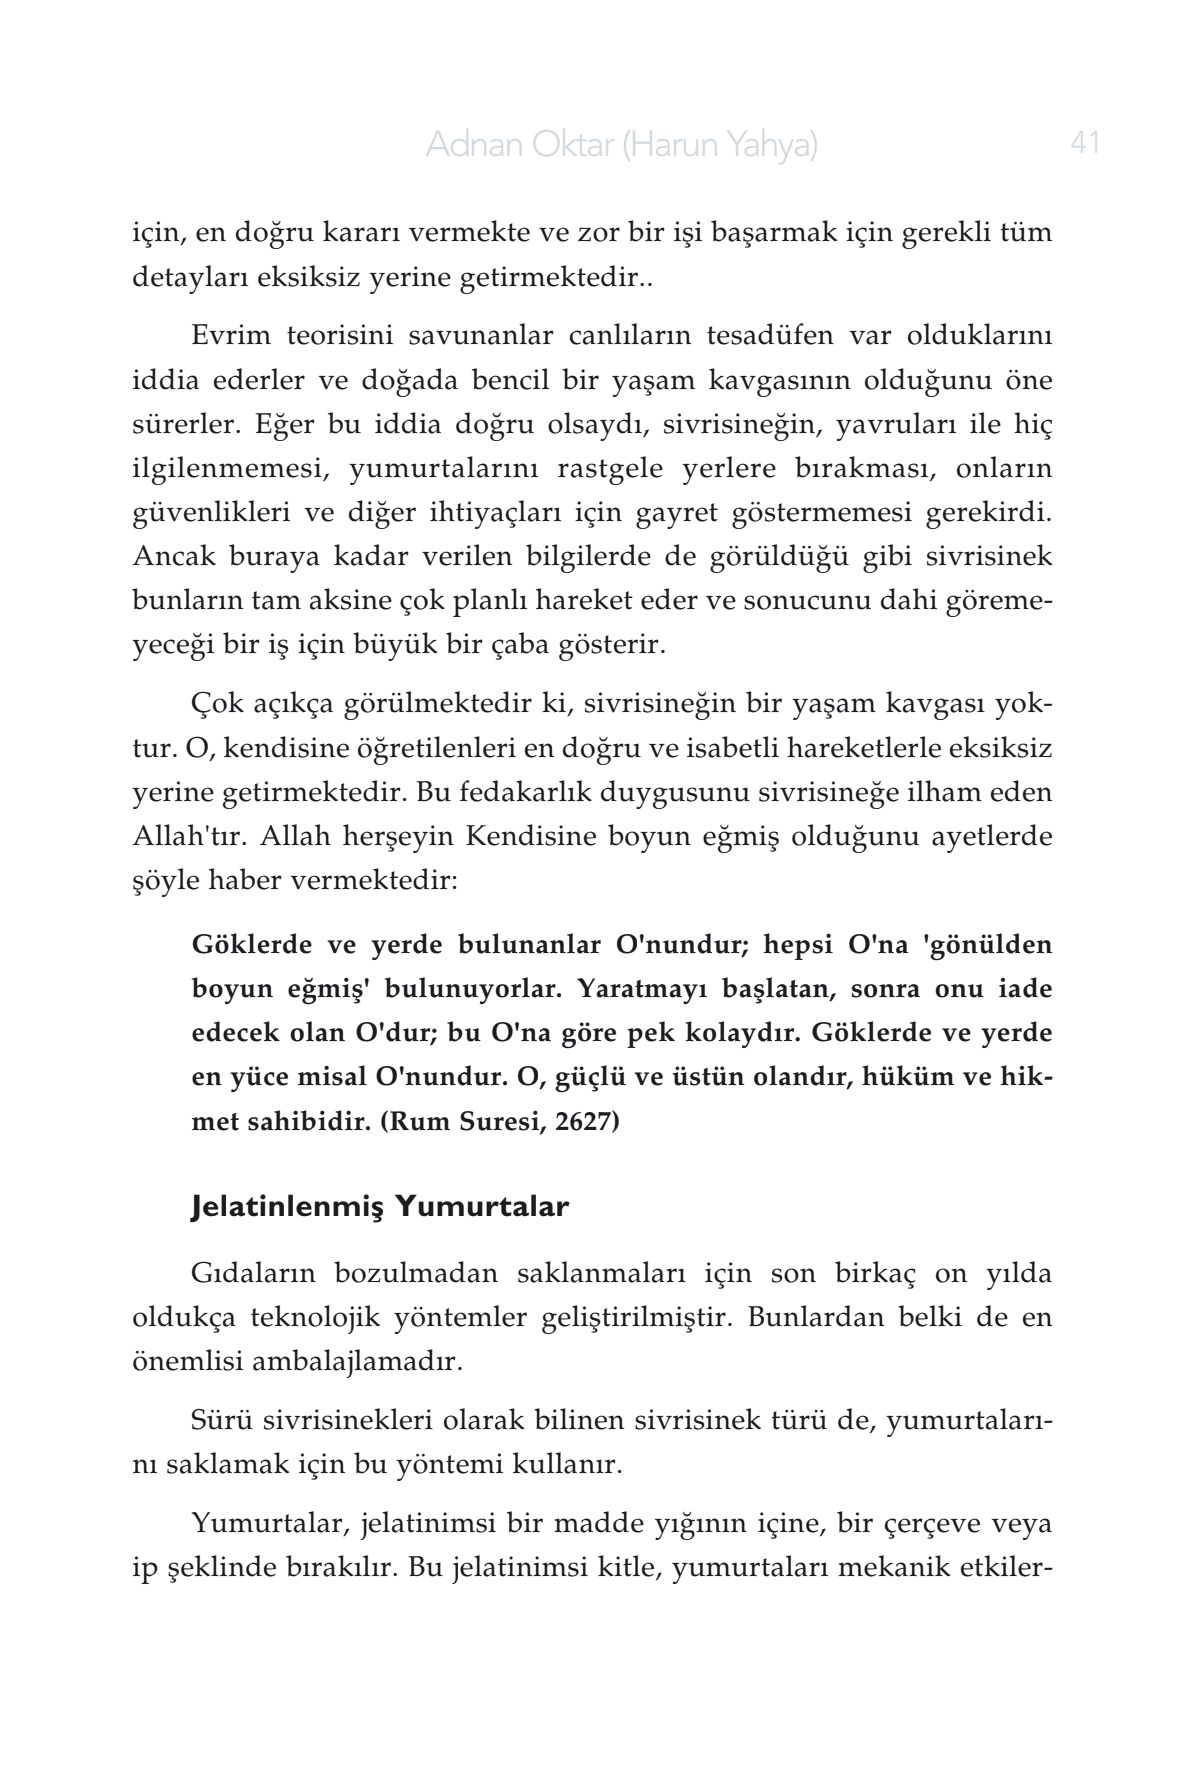 Adnan Oktar (Harun Yahya) 41
için, en doğru kararı vermekte ve zor bir işi başarmak için gerekli tüm
detayları eksiksiz yerine getirmektedir..
Evrim teorisini savunanlar canlıların tesadüfen var olduklarını
iddia ederler ve doğada bencil bir yaşam kavgasının olduğunu öne
sürerler. Eğer bu iddia doğru olsaydı, sivrisineğin, yavruları ile hiç
ilgilenmemesi, yumurtalarını rastgele yerlere bırakması, onların
güvenlikleri ve diğer ihtiyaçları için gayret göstermemesi gerekirdi.
Ancak buraya kadar verilen bilgilerde de görüldüğü gibi sivrisinek
bunların tam aksine çok planlı hareket eder ve sonucunu dahi göreme-
yeceği bir iş için büyük bir çaba gösterir.
Çok açıkça görülmektedir ki, sivrisineğin bir yaşam kavgası yok-
tur. O, kendisine öğretilenleri en doğru ve isabetli hareketlerle eksiksiz
yerine getirmektedir. Bu fedakarlık duygusunu sivrisineğe ilham eden
Allah'tır. Allah herşeyin Kendisine boyun eğmiş olduğunu ayetlerde
şöyle haber vermektedir:
Göklerde ve yerde bulunanlar O'nundur; hepsi O'na 'gönülden
boyun eğmiş' bulunuyorlar. Yaratmayı başlatan, sonra onu iade
edecek olan O'dur; bu O'na göre pek kolaydır. Göklerde ve yerde
en yüce misal O'nundur. O, güçlü ve üstün olandır, hüküm ve hik-
met sahibidir. (Rum Suresi, 2627)
Jelatinlenmiş Yumurtalar
Gıdaların bozulmadan saklanmaları için son birkaç on yılda
oldukça teknolojik yöntemler geliştirilmiştir. Bunlardan belki de en
önemlisi ambalajlamadır.
Sürü sivrisinekleri olarak bilinen sivrisinek türü de, yumurtaları-
nı saklamak için bu yöntemi kullanır.
Yumurtalar, jelatinimsi bir madde yığının içine, bir çerçeve veya
ip şeklinde bırakılır. Bu jelatinimsi kitle, yumurtaları mekanik etkiler-